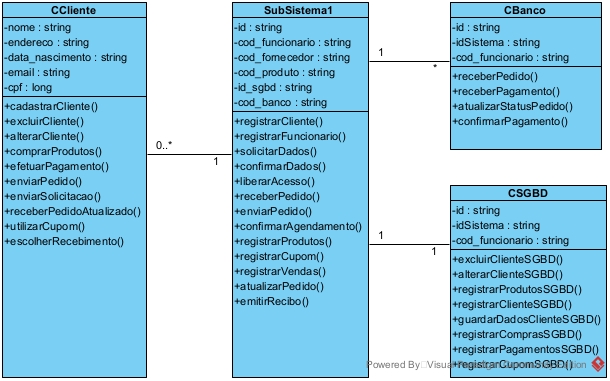 CCliente
-nome : string
-endereco : string
-data_nascimento : string
-email : string
-cpf : long
+cadastrarCliente()
+excluirCliente()
+alterarCliente()
+comprarProdutos()
+efetuarPagamento()
+enviarPedido()
+enviarSolicitacao()
+receberPedidoAtualizado()
+utilizarCupom()
+escolherRecebimento()
0..*
1
SubSistema1
-id : string
-cod_funcionario : string
-cod_fornecedor : string
-cod_produto : string
-id_sgbd : string
-cod_banco : string
+registrarCliente()
+registrarFuncionario()
+solicitarDados()
+confirmarDados()
+liberarAcesso()
+receberPedido()
+enviarPedido()
+confirmarAgendamento()
+registrarProdutos()
+registrarCupom()
+registrarVendas()
+atualizarPedido()
+emitirRecibo()
1
*
CBanco
-id : string
-idSistema : string
-cod_funcionario : string
+receberPedido()
+receberPagamento()
+atualizarStatusPedido()
+confirmarPagamento()
1
1
CSGBD
-id : string
-idSistema : string
-cod_funcionario : string
+excluirClienteSGBD()
+alterarClienteSGBD()
+registrarProdutosSGBD()
+registrarClienteSGBD()
+guardarDadosClienteSGBD()
+registrarComprasSGBD()
+registrarPagamentosSGBD()
+registrarCupomSGBD()
Powered By Visual Paradigm Community Edition